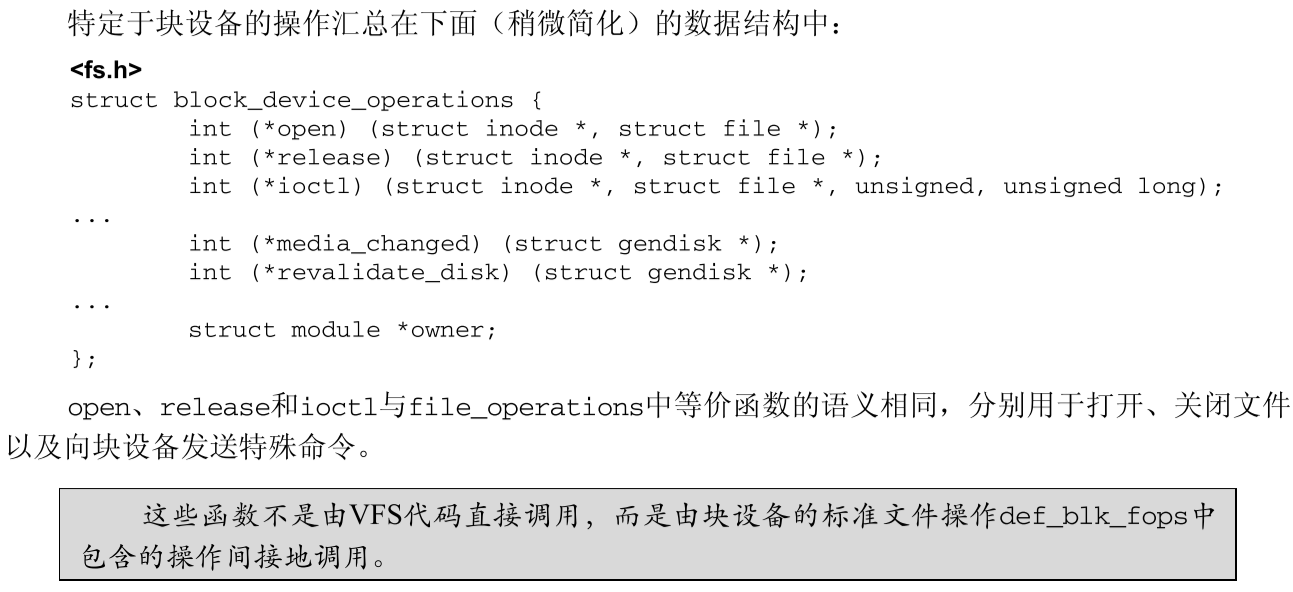 特定于块设备的操作汇总在下面（稍微简化）的数据结构中：
<fs.h>
struct block_device_operations {
        int (*open) (struct inode *, struct file *);
        int (*release) (struct inode *, struct file *);
        int (*ioctl) (struct inode *, struct file *, unsigned, unsigned long);
...
        int (*media_changed) (struct gendisk *);
        int (*revalidate_disk) (struct gendisk *);
...
        struct module *owner;
};
open、release和ioctl与file_operations中等价函数的语义相同，分别用于打开、关闭文件
以及向块设备发送特殊命令。
这些函数不是由VFS代码直接调用，而是由块设备的标准文件操作def_blk_fops中
包含的操作间接地调用。